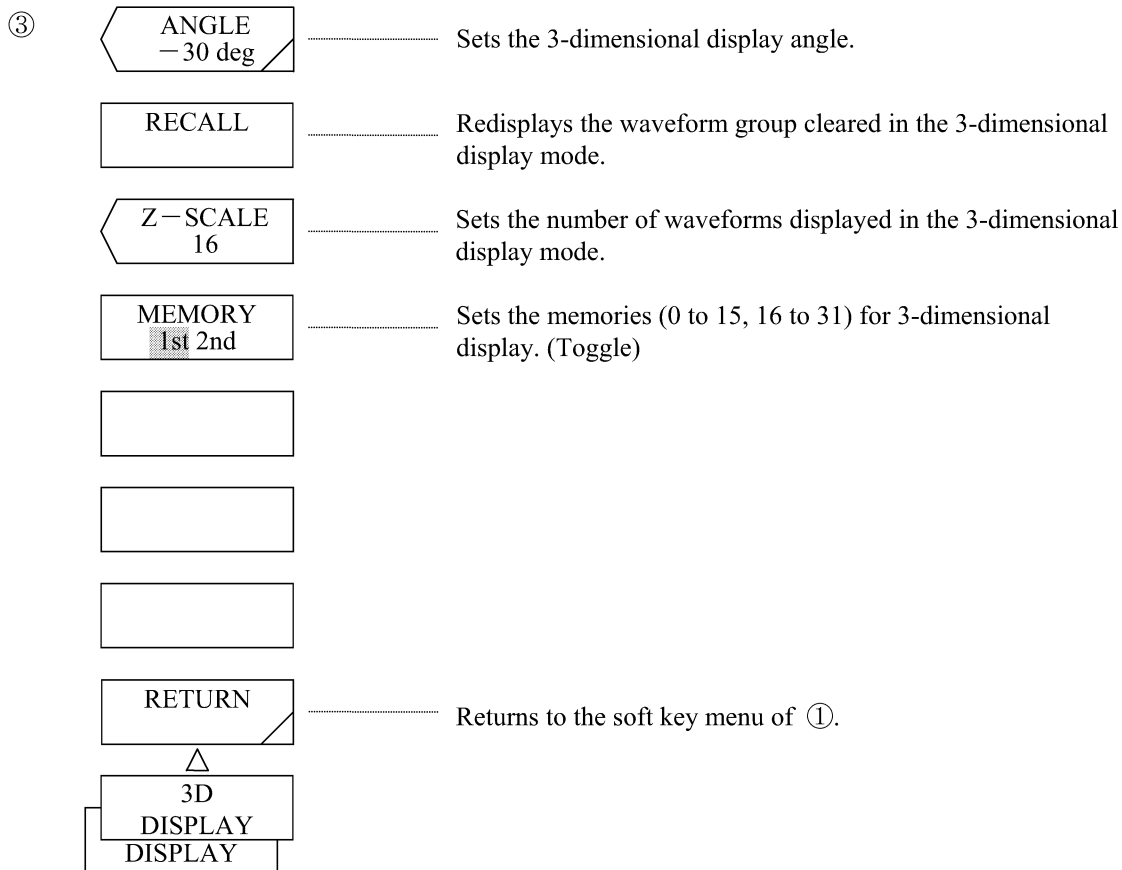 ③
ANGLE
－30 deg
Sets the 3-dimensional display angle.
RECALL
Redisplays the waveform group cleared in the 3-dimensional
display mode.
Z－SCALE
16
Sets the number of waveforms displayed in the 3-dimensional
display mode.
MEMORY
1st 2nd
Sets the memories (0 to 15, 16 to 31) for 3-dimensional
display. (Toggle)
RETURN
Returns to the soft key menu of ①.
3D
DISPLAY
DISPLAY